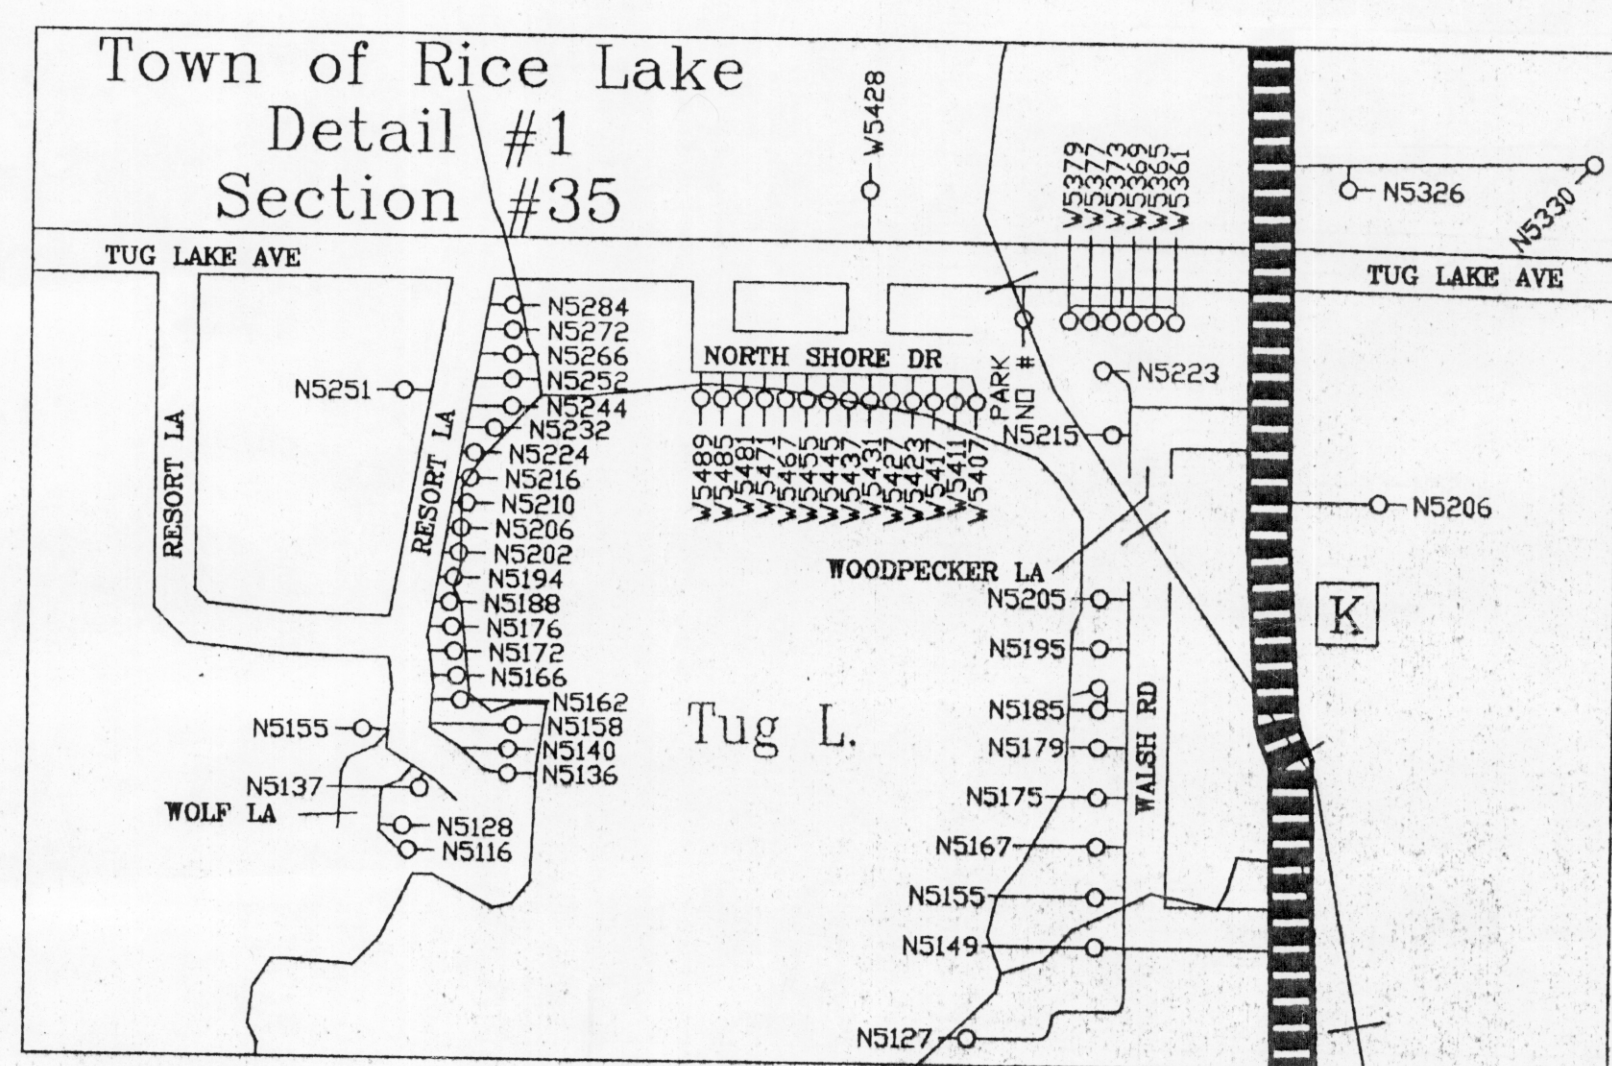 Town of Rice Lake
Detail #1
Section #35
W5428
W5379
W5377
W5373
W5369
W5365
W5361
N5326
N5330
TUG LAKE AVE
TUG LAKE AVE
N5284
N5272
N5266
N5252
N5244
N5232
N5224
N5216
N5210
N5206
N5202
N5194
N5188
N5176
N5172
N5166
N5162
N5158
N5140
N5136
N5251
RESORT LA
RESORT LA
NORTH SHORE DR
W5489
W5485
W5481
W5471
W5467
W5455
W5445
W5437
W5431
W5427
W5423
W5417
W5411
W5407
PARK
NO #
N5223
N5215
N5206
WOODPECKER LA
K
N5205
N5195
N5185
N5179
N5175
N5167
N5155
N5149
N5127
WALSH RD
Tug L.
N5155
N5137
WOLF LA
N5128
N5116